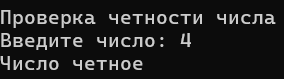 Проверка четности числа
Введите число: 4
Число четное